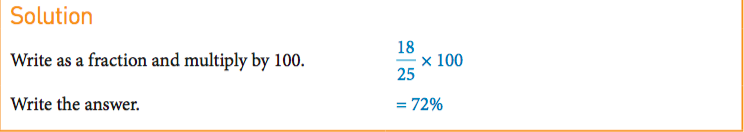 Solution
Write as a fraction and multiply by 100. 18/25 × 100
Write the answer. = 72%